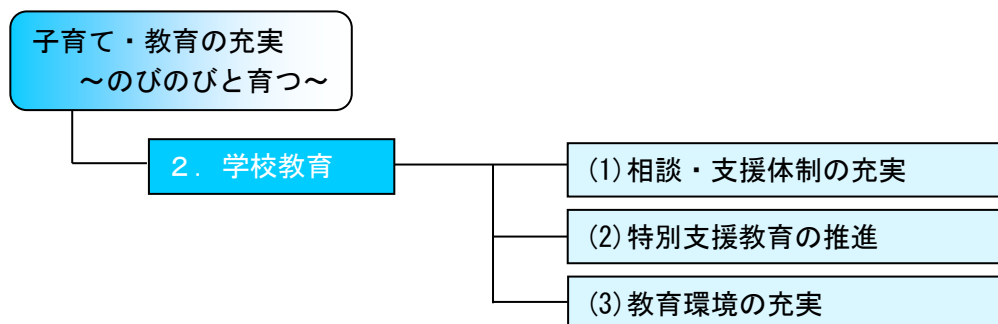 子育て・教育の充実
～のびのびと育つ～
２．学校教育
(1)相談・支援体制の充実
(2)特別支援教育の推進
(3)教育環境の充実